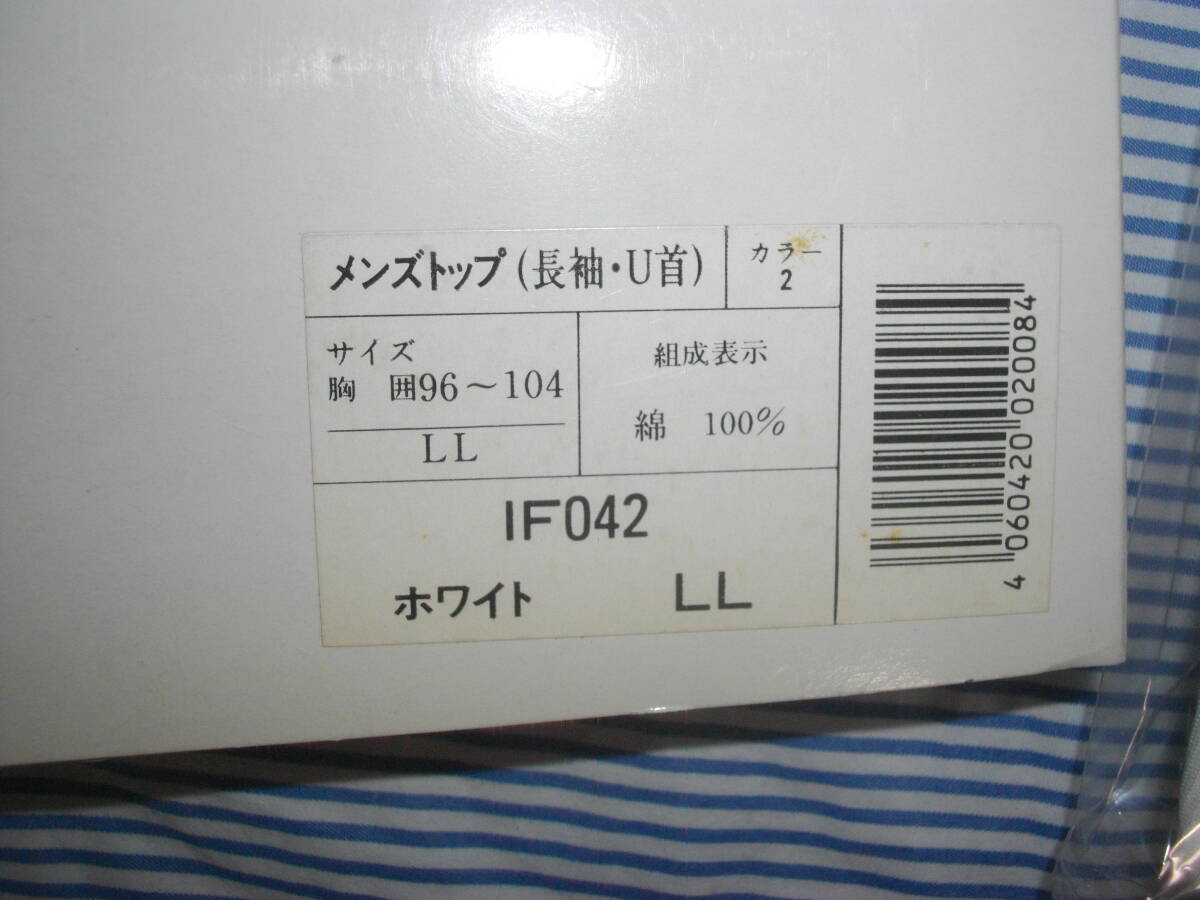 メンズトップ(長袖・U首)
カラー
2
サイズ
胸 囲96～104
LL
組成表示
綿 100%
IF042
ホワイト LL
4 060420 020084